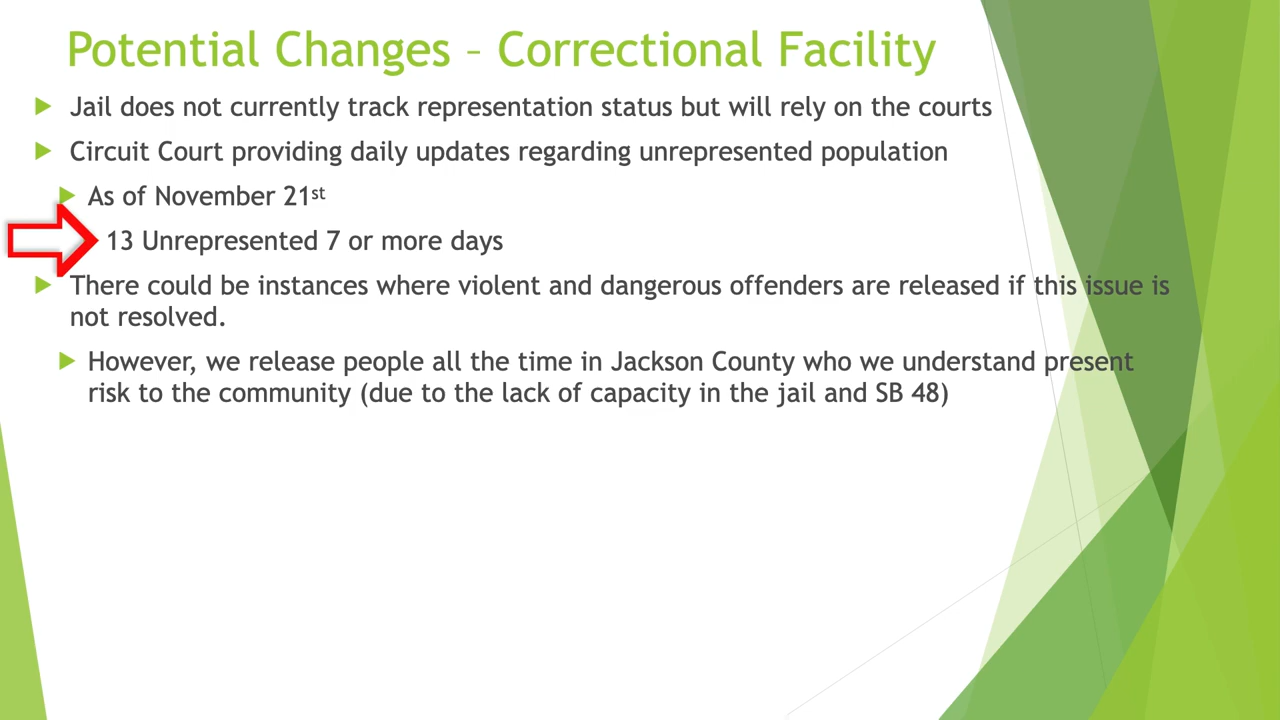 Potential Changes – Correctional Facility
Jail does not currently track representation status but will rely on the courts
Circuit Court providing daily updates regarding unrepresented population
As of November 21st
13 Unrepresented 7 or more days
There could be instances where violent and dangerous offenders are released if this issue is
not resolved.
However, we release people all the time in Jackson County who we understand present
risk to the community (due to the lack of capacity in the jail and SB 48)